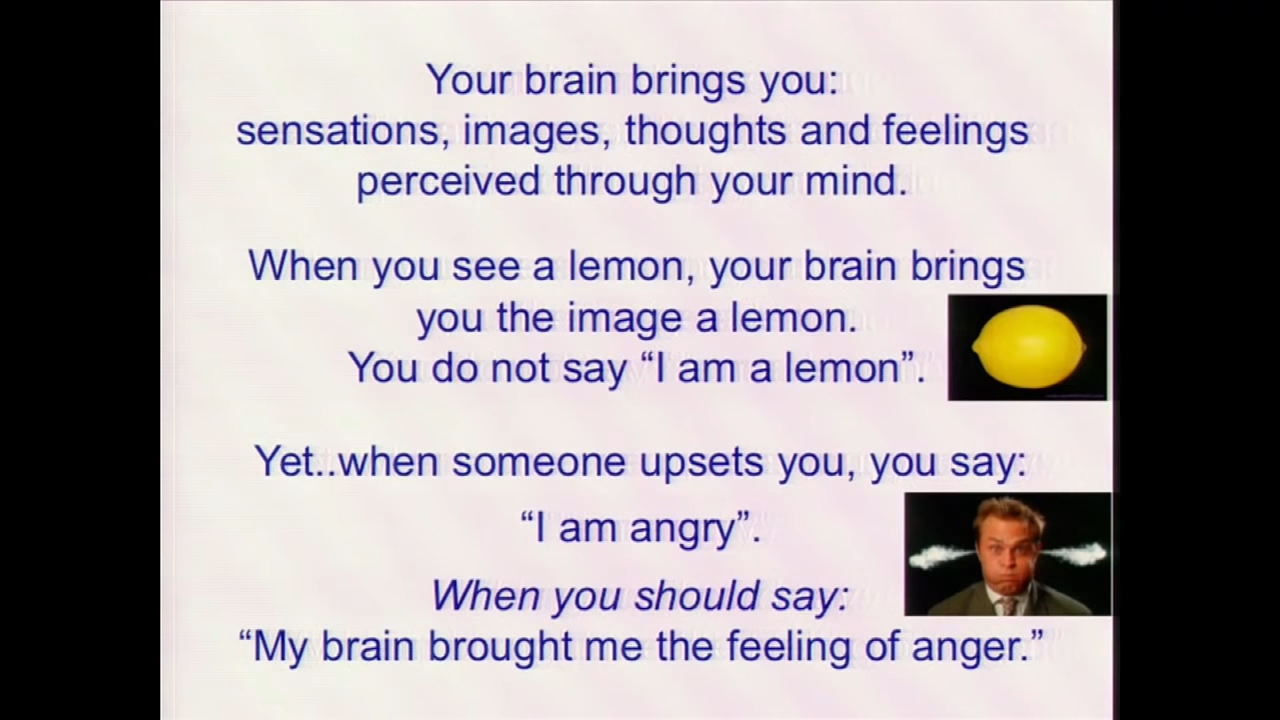 Your brain brings you:
sensations, images, thoughts and feelings
perceived through your mind.
When you see a lemon, your brain brings
you the image a lemon.
You do not say “I am a lemon”.
Yet..when someone upsets you, you say:
“I am angry”.
When you should say:
“My brain brought me the feeling of anger.”